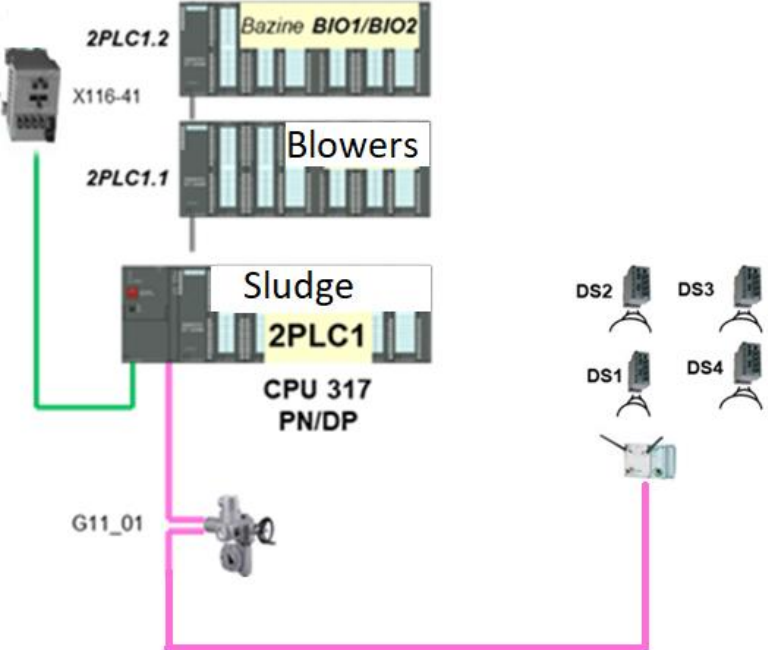 2PLC1.2
Bazine BIO1/BIO2
X116-41
Blowers
2PLC1.1
Sludge
2PLC1
CPU 317
PN/DP
DS2
DS3
DS1
DS4
G11_01